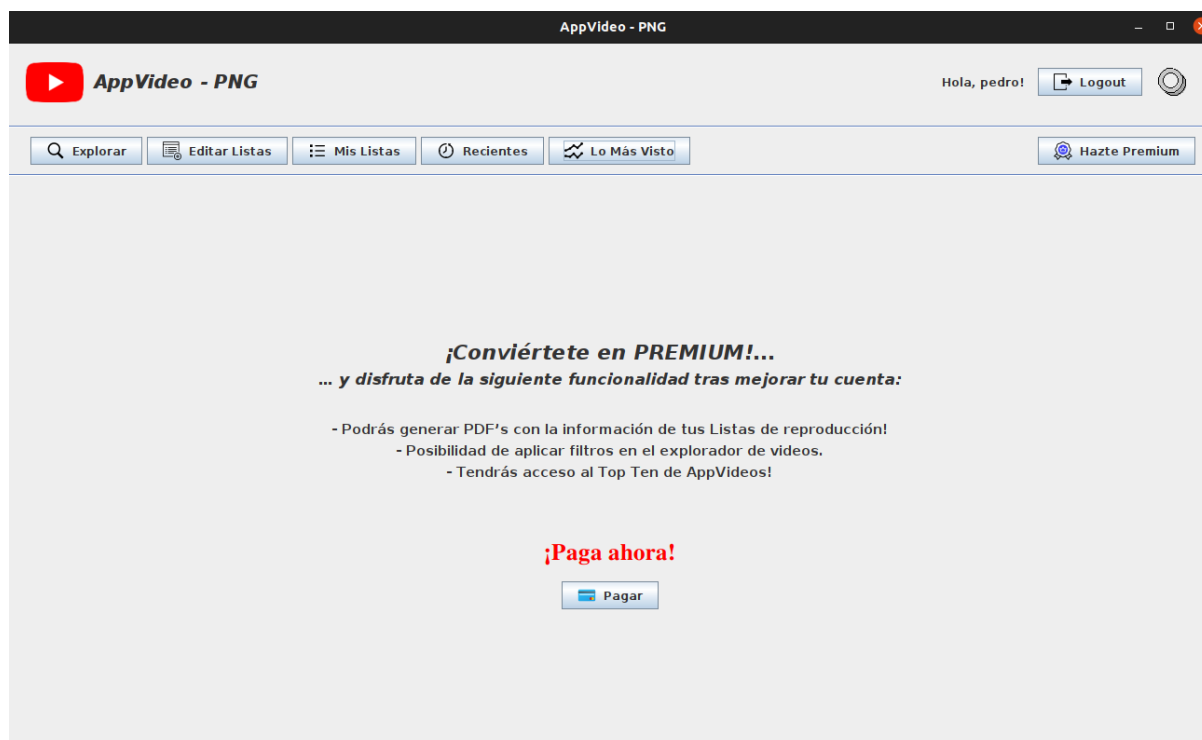 AppVideo - PNG
AppVideo - PNG
Hola, pedro!
Logout
Explorar
Editar Listas
Mis Listas
Recientes
Lo Más Visto
Hazte Premium
¡Conviértete en PREMIUM!...
... y disfruta de la siguiente funcionalidad tras mejorar tu cuenta:
- Podrás generar PDF's con la información de tus Listas de reproducción!
- Posibilidad de aplicar filtros en el explorador de videos.
- Tendrás acceso al Top Ten de AppVideos!
¡Paga ahora!
Pagar